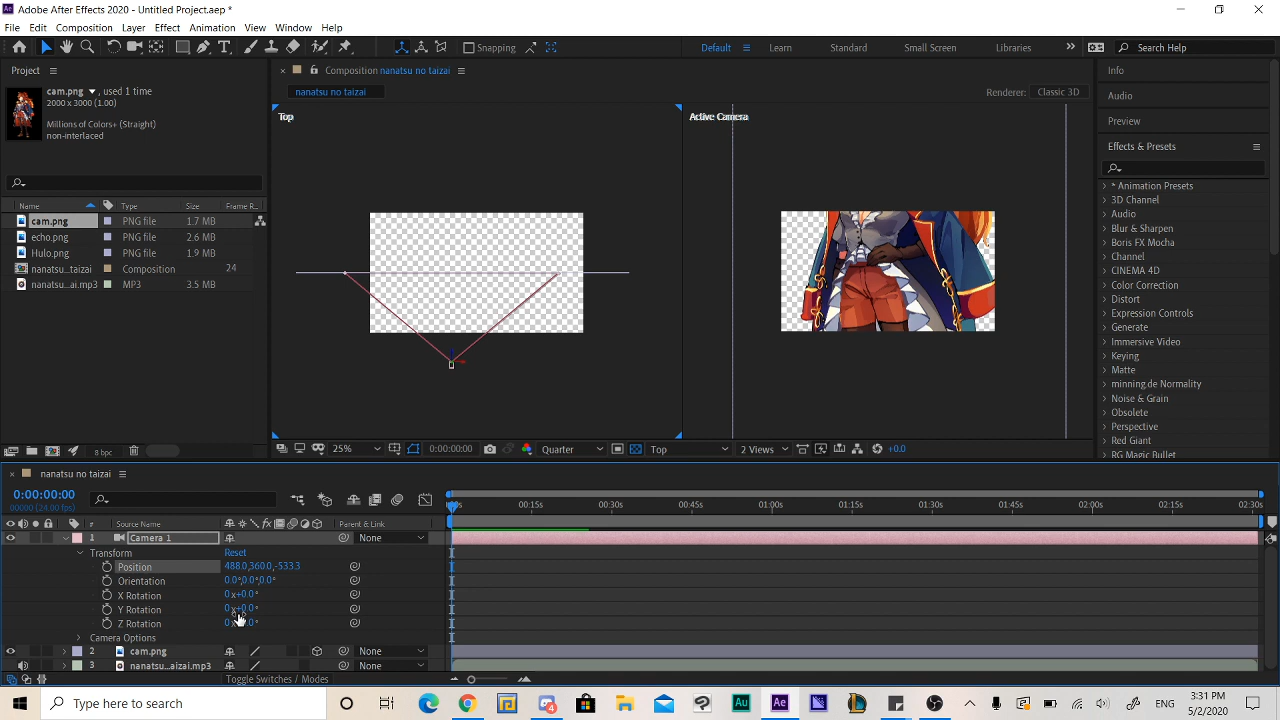 Adobe After Effects 2020 - Untitled Project.aep *
File Edit Composition Layer Effect Animation View Window Help
Snapping
Default Learn Standard Small Screen Libraries Search Help
Project
Composition nanatsu no taizai
nanatsu no taizai
Renderer: Classic 3D
cam.png , used 1 time
2000 x 3000 (1.00)
Millions of Colors+ (Straight)
non-interlaced
Name Type Size Frame R
cam.png PNG file 1.7 MB
echo.png PNG file 2.6 MB
Hulo.png PNG file 1.9 MB
nanatsu...taizai Composition 24
nanatsu...ai.mp3 MP3 3.5 MB
8 bpc
Top
Active Camera
25% 0:00:00:00 Quarter Top 2 Views +0.0
Info
Audio
Preview
Effects & Presets
* Animation Presets
3D Channel
Audio
Blur & Sharpen
Boris FX Mocha
Channel
CINEMA 4D
Color Correction
Distort
Expression Controls
Generate
Immersive Video
Keying
Matte
minning de Normality
Noise & Grain
Obsolete
Perspective
Red Giant
RG Magic Bullet
nanatsu no taizai
0:00:00:00
00000 (24.00 fps)
# Source Name Parent & Link
00:15s 00:30s 00:45s 01:00s 01:15s 01:30s 01:45s 02:00s 02:15s 02:30s
1 Camera 1 None
Transform Reset
Position 488.0,360.0,-533.3
Orientation 0.0°,0.0°,0.0°
X Rotation 0x+0.0°
Y Rotation 0x+0.0°
Z Rotation
Camera Options
2 cam.png None
3 nanatsu...aizai.mp3 None
Toggle Switches / Modes
Type here to search
3:31 PM
5/2/2020